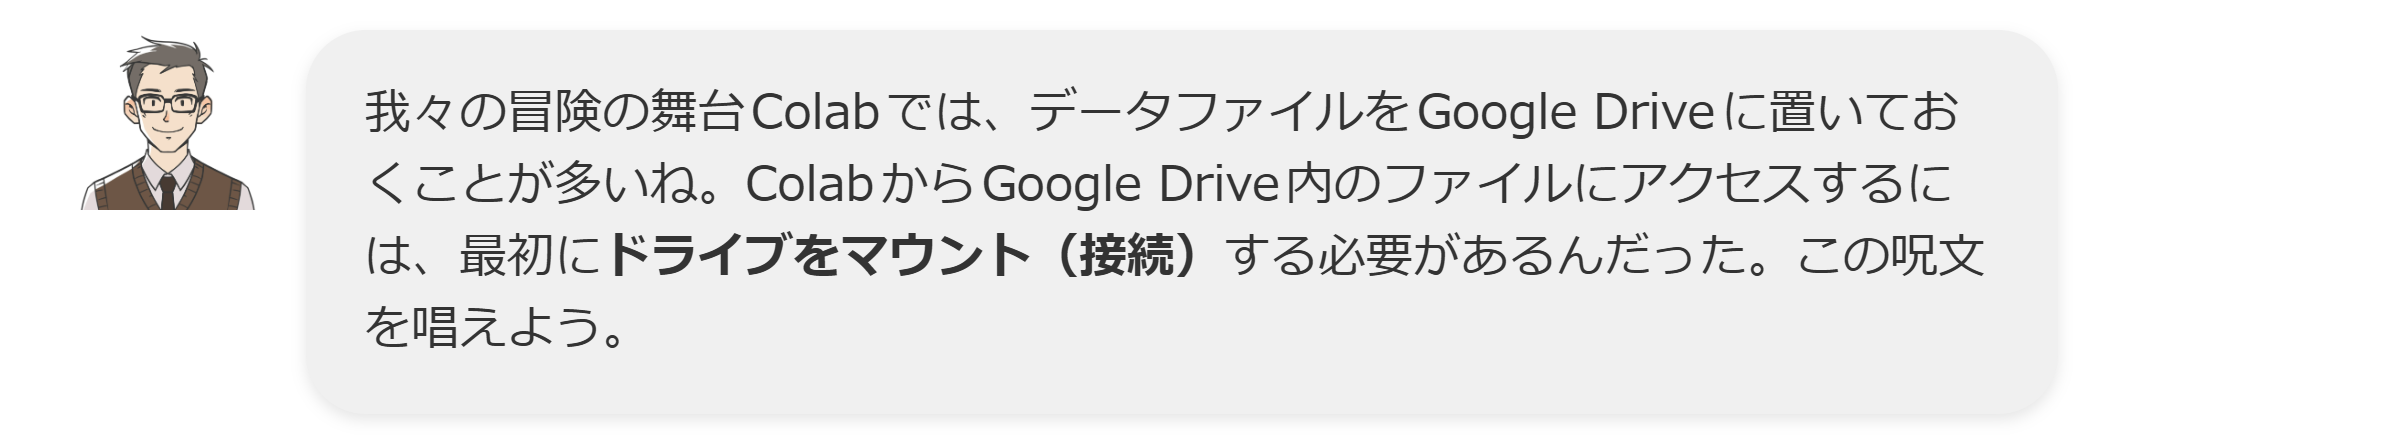 我々の冒険の舞台Colabでは、データファイルをGoogle Driveに置いてお
くことが多いね。ColabからGoogle Drive内のファイルにアクセスするに
は、最初にドライブをマウント（接続）する必要があるんだった。この呪文
を唱えよう。